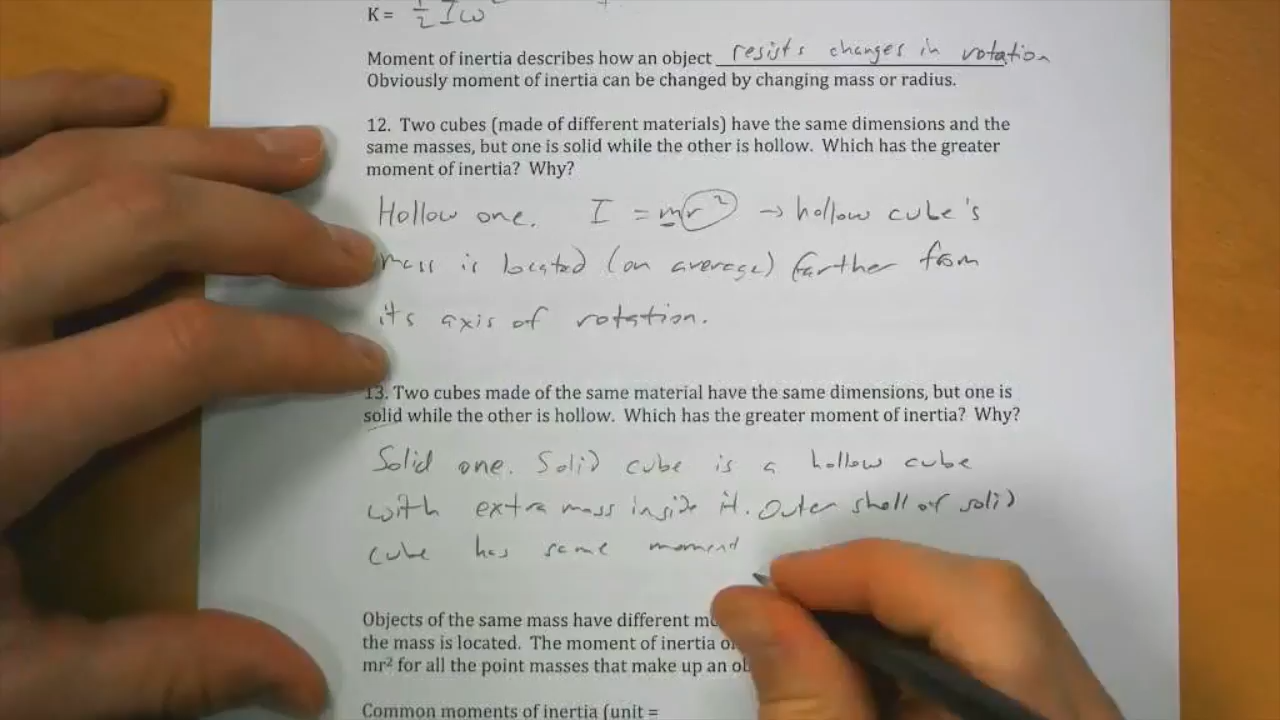 K = 1/2 Iω
Moment of inertia describes how an object resists changes in rotation
Obviously moment of inertia can be changed by changing mass or radius.
12. Two cubes (made of different materials) have the same dimensions and the
same masses, but one is solid while the other is hollow. Which has the greater
moment of inertia? Why?
Hollow one. I = mr² → hollow cube's
mass is located (on average) farther from
its axis of rotation.
13. Two cubes made of the same material have the same dimensions, but one is
solid while the other is hollow. Which has the greater moment of inertia? Why?
Solid one. Solid cube is a hollow cube
with extra mass inside it. Outer shell of solid
cube has same moment
Objects of the same mass have different
the mass is located. The moment of inertia
mr² for all the point masses that make up an
Common moments of inertia (unit =